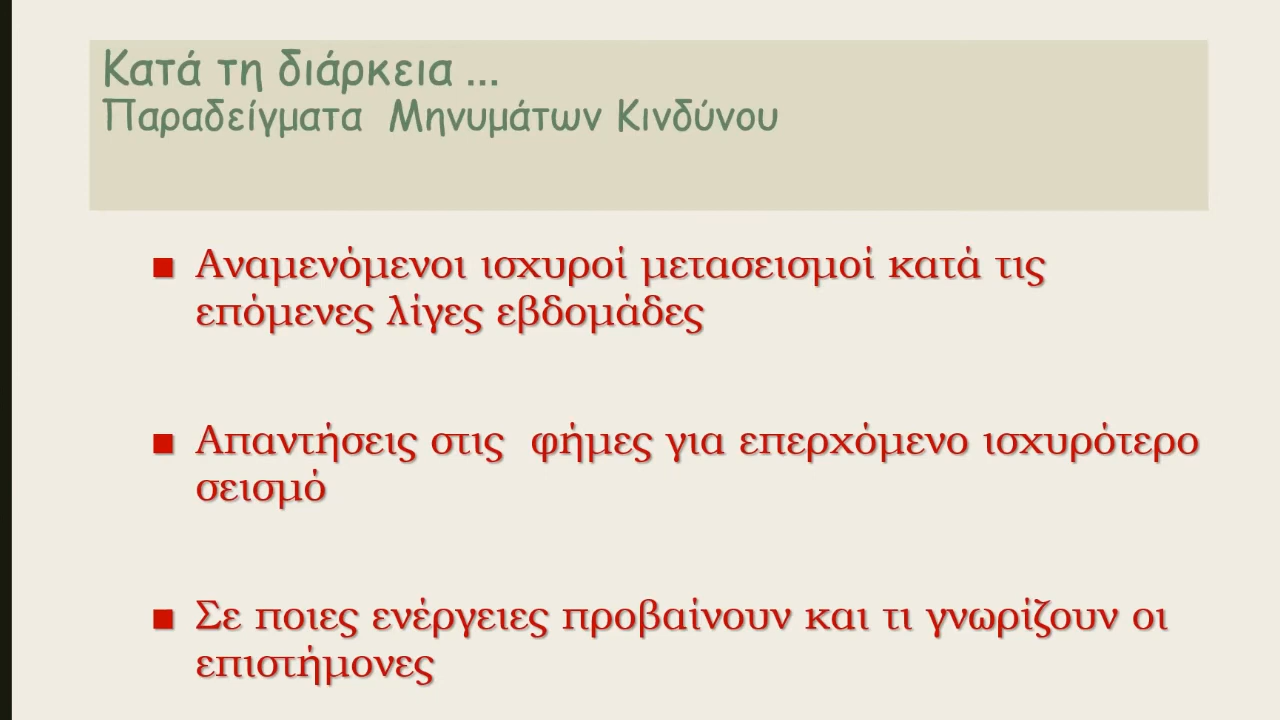 Κατά τη διάρκεια ...
Παραδείγματα Μηνυμάτων Κινδύνου
▪ Αναμενόμενοι ισχυροί μετασεισμοί κατά τις
επόμενες λίγες εβδομάδες
▪ Απαντήσεις στις φήμες για επερχόμενο ισχυρότερο
σεισμό
▪ Σε ποιες ενέργειες προβαίνουν και τι γνωρίζουν οι
επιστήμονες